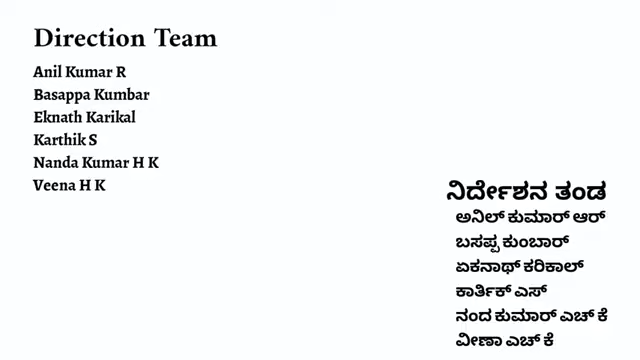 Direction Team
Anil Kumar R
Basappa Kumbar
Eknath Karikal
Karthik S
Nanda Kumar H K
Veena H K
ನಿರ್ದೇಶನ ತಂಡ
ಅನಿಲ್ ಕುಮಾರ್ ಆರ್
ಬಸಪ್ಪ ಕುಂಬಾರ್
ಏಕನಾಥ್ ಕರಿಕಾಲ್
ಕಾರ್ತಿಕ್ ಎಸ್
ನಂದ ಕುಮಾರ್ ಎಚ್ ಕೆ
ವೀಣಾ ಎಚ್ ಕೆ